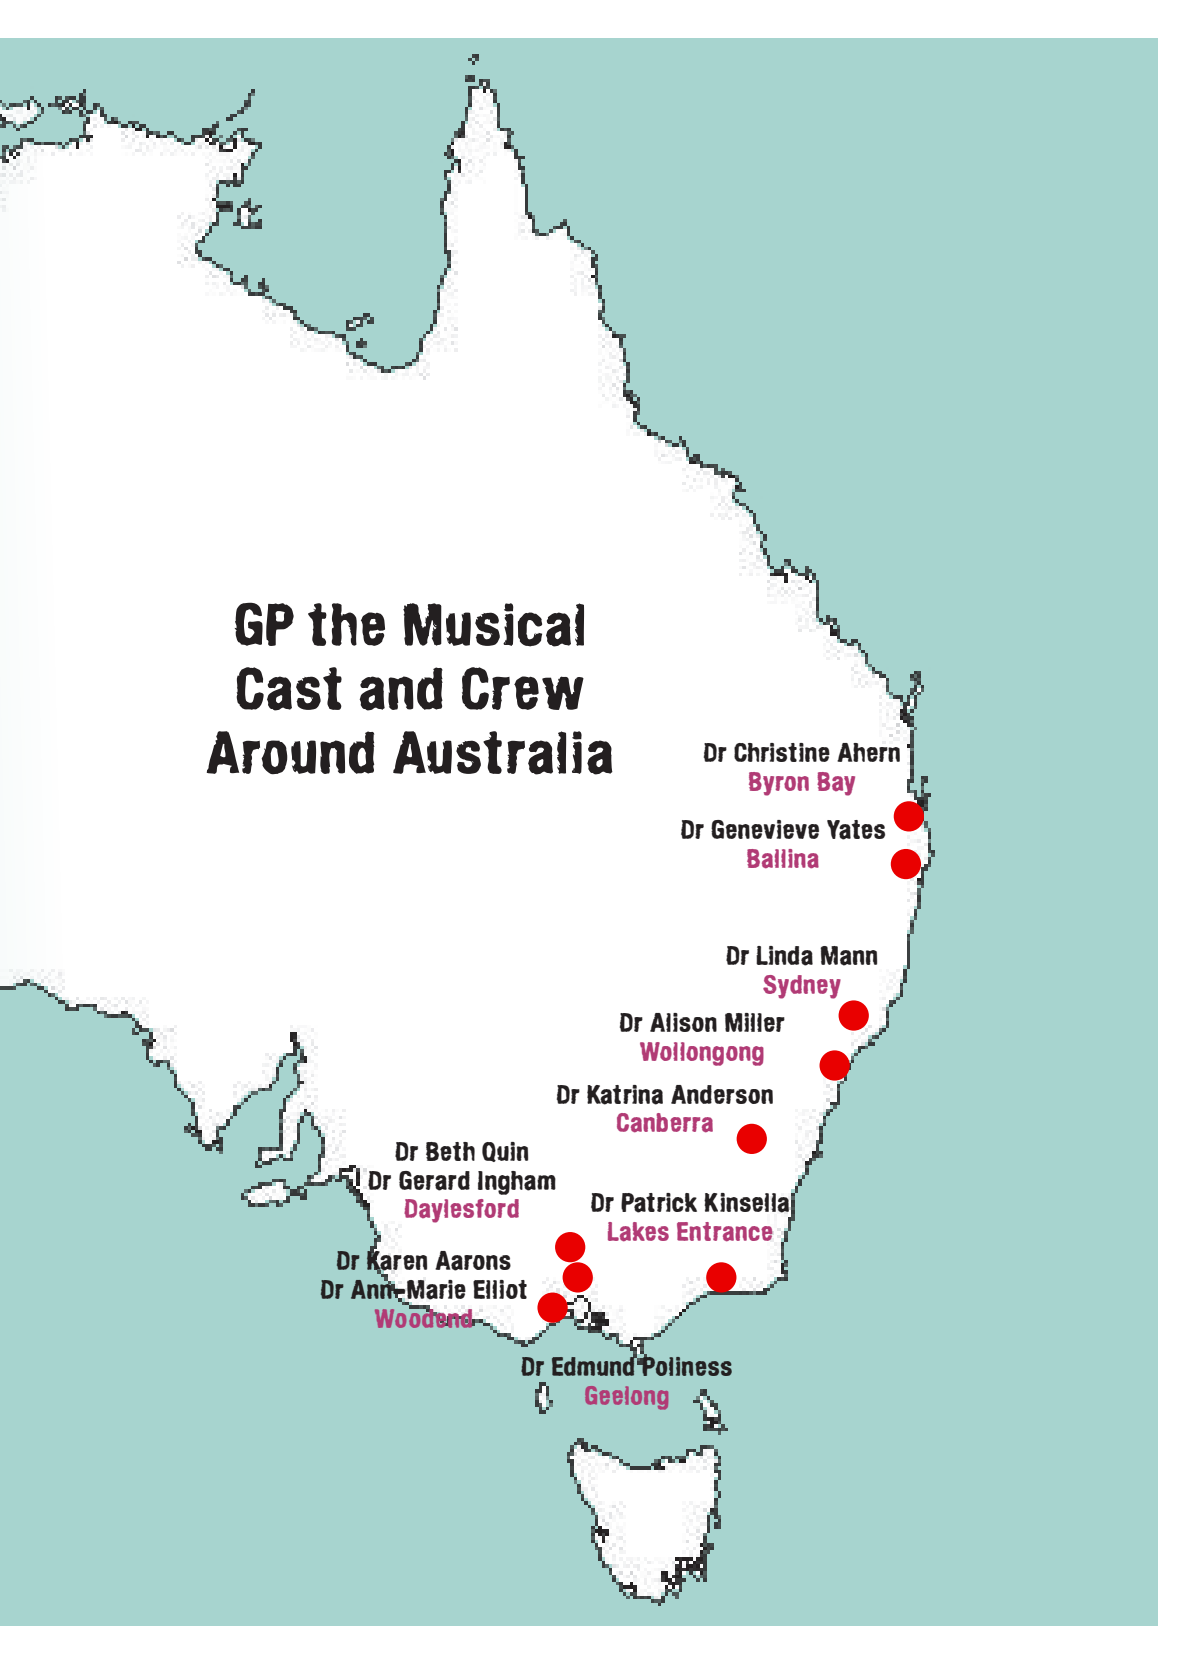 GP the Musical
Cast and Crew
Around Australia
Dr Christine Ahern
Byron Bay
Dr Genevieve Yates
Ballina
Dr Linda Mann
Sydney
Dr Alison Miller
Wollongong
Dr Katrina Anderson
Canberra
Dr Beth Quin
Dr Gerard Ingham
Daylesford
Dr Patrick Kinsella
Lakes Entrance
Dr Karen Aarons
Dr Ann-Marie Elliot
Woodend
Dr Edmund Poliness
Geelong